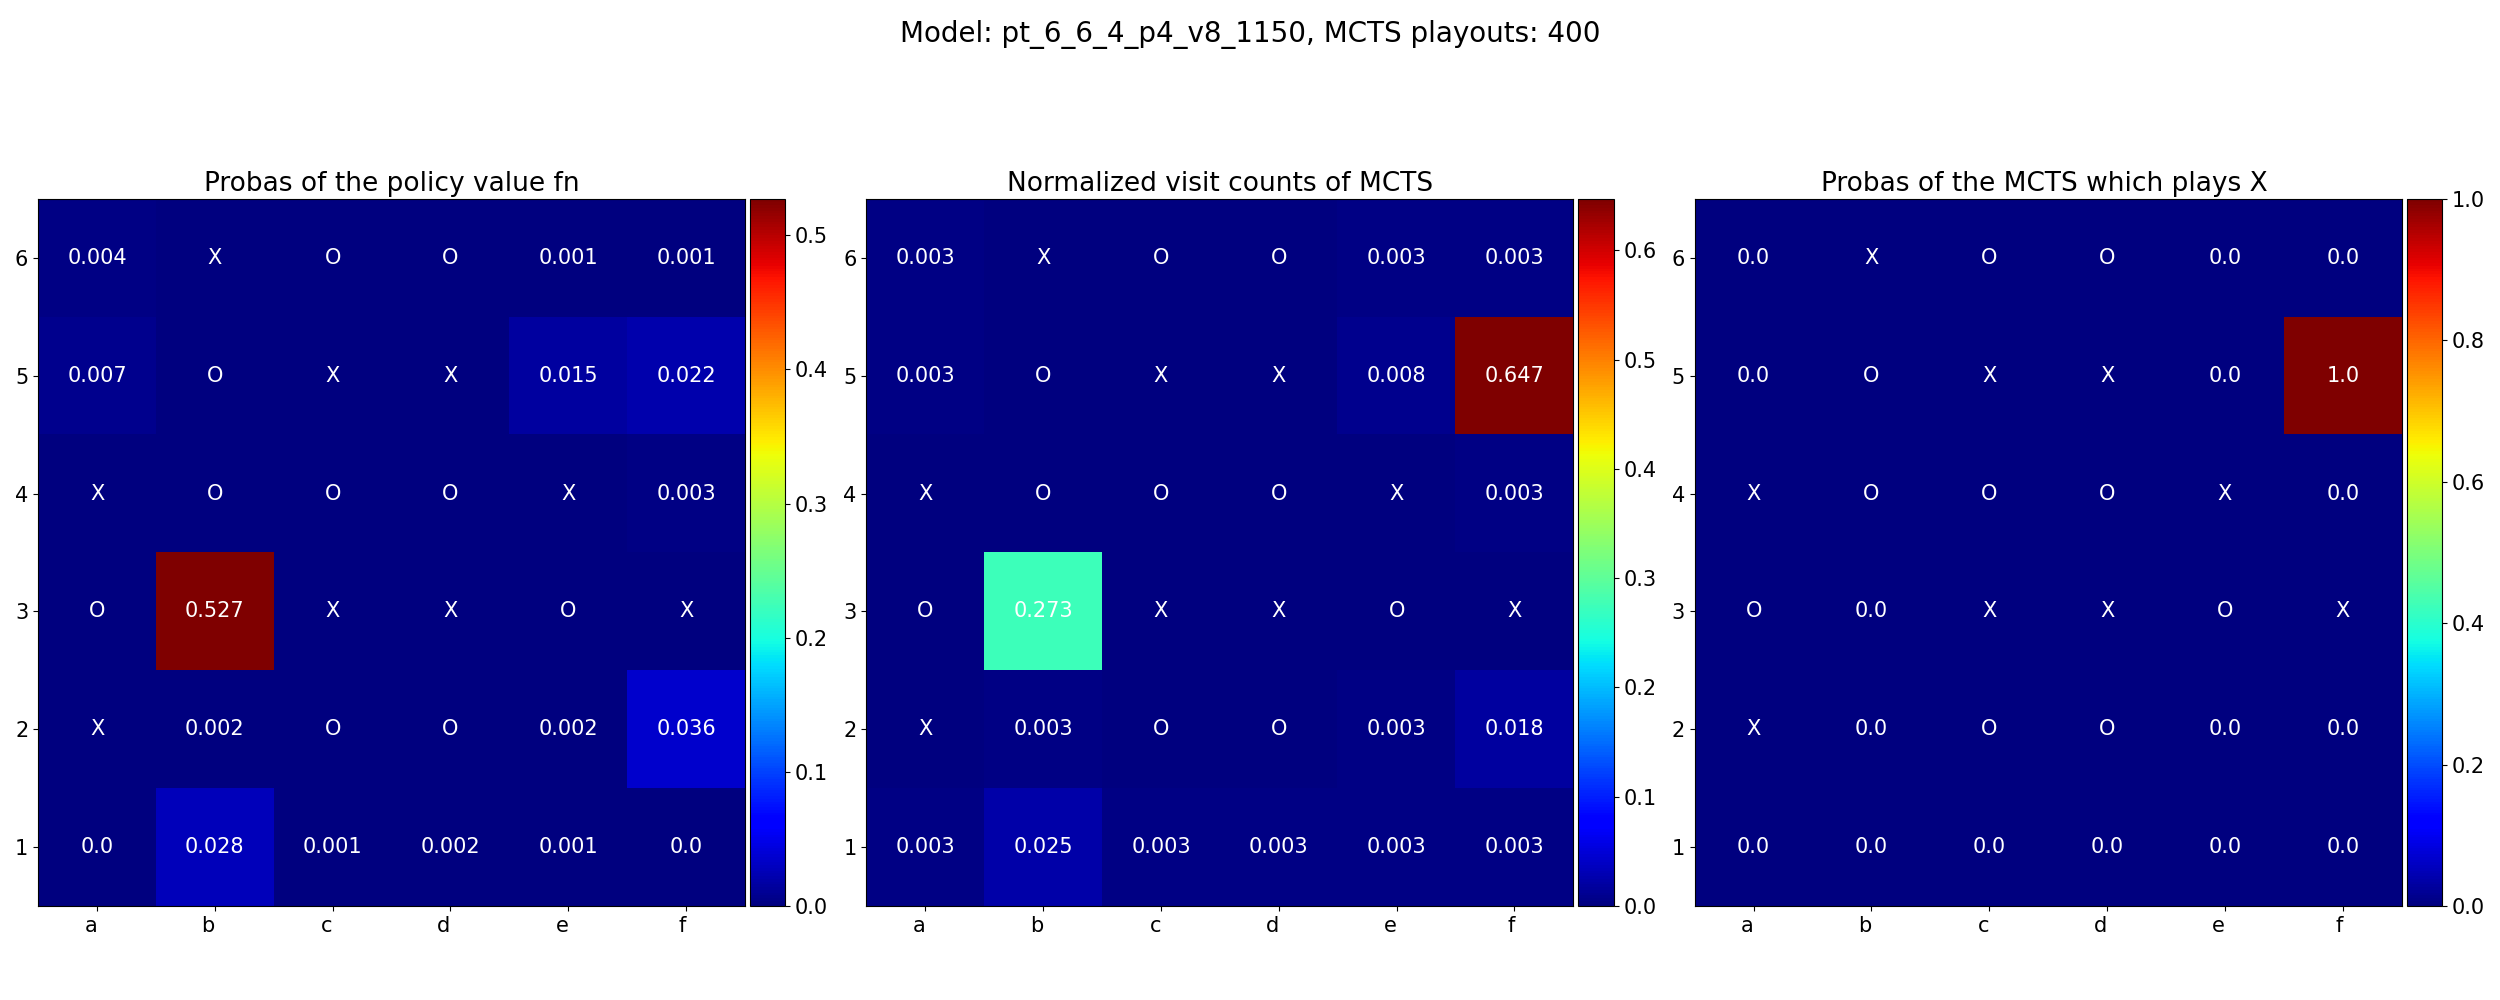 Model: pt_6_6_4_p4_v8_1150, MCTS playouts: 400
Probas of the policy value fn
6 0.004 X O O 0.001 0.001
5 0.007 O X X 0.015 0.022
4 X O O O X 0.003
3 O 0.527 X X O X
2 X 0.002 O O 0.002 0.036
1 0.0 0.028 0.001 0.002 0.001 0.0
a b c d e f
0.5
0.4
0.3
0.2
0.1
0.0
Normalized visit counts of MCTS
6 0.003 X O O 0.003 0.003
5 0.003 O X X 0.008 0.647
4 X O O O X 0.003
3 O 0.273 X X O X
2 X 0.003 O O 0.003 0.018
1 0.003 0.025 0.003 0.003 0.003 0.003
a b c d e f
0.6
0.5
0.4
0.3
0.2
0.1
0.0
Probas of the MCTS which plays X
6 0.0 X O O 0.0 0.0
5 0.0 O X X 0.0 1.0
4 X O O O X 0.0
3 O 0.0 X X O X
2 X 0.0 O O 0.0 0.0
1 0.0 0.0 0.0 0.0 0.0 0.0
a b c d e f
1.0
0.8
0.6
0.4
0.2
0.0